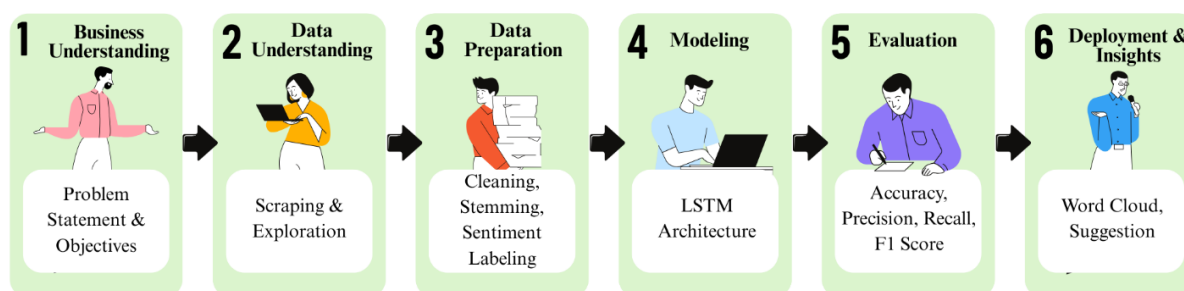 1
Business
Understanding
Problem
Statement &
Objectives
2
Data
Understanding
Scraping &
Exploration
3
Data
Preparation
Cleaning,
Stemming,
Sentiment
Labeling
4
Modeling
LSTM
Architecture
5
Evaluation
Accuracy,
Precision, Recall,
F1 Score
6
Deployment &
Insights
Word Cloud,
Suggestion